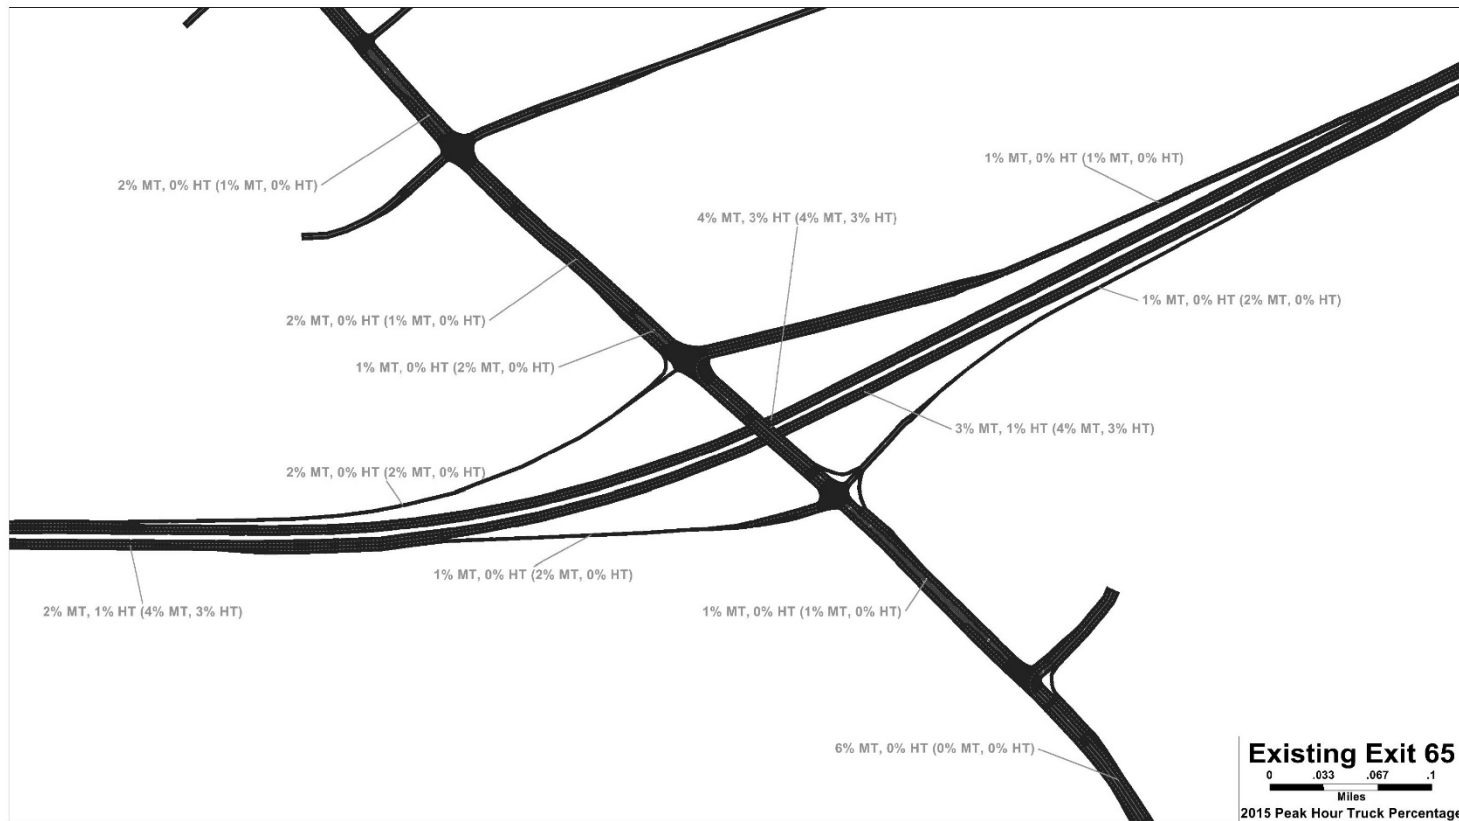 1% MT, 0% HT (1% MT, 0% HT)
2% MT, 0% HT (1% MT, 0% HT)
4% MT, 3% HT (4% MT, 3% HT)
1% MT, 0% HT (2% MT, 0% HT)
2% MT, 0% HT (1% MT, 0% HT)
1% MT, 0% HT (2% MT, 0% HT)
3% MT, 1% HT (4% MT, 3% HT)
2% MT, 0% HT (2% MT, 0% HT)
1% MT, 0% HT (2% MT, 0% HT)
2% MT, 1% HT (4% MT, 3% HT)
1% MT, 0% HT (1% MT, 0% HT)
6% MT, 0% HT (0% MT, 0% HT)
Existing Exit 65
0 .033 .067 .1
Miles
2015 Peak Hour Truck Percentage